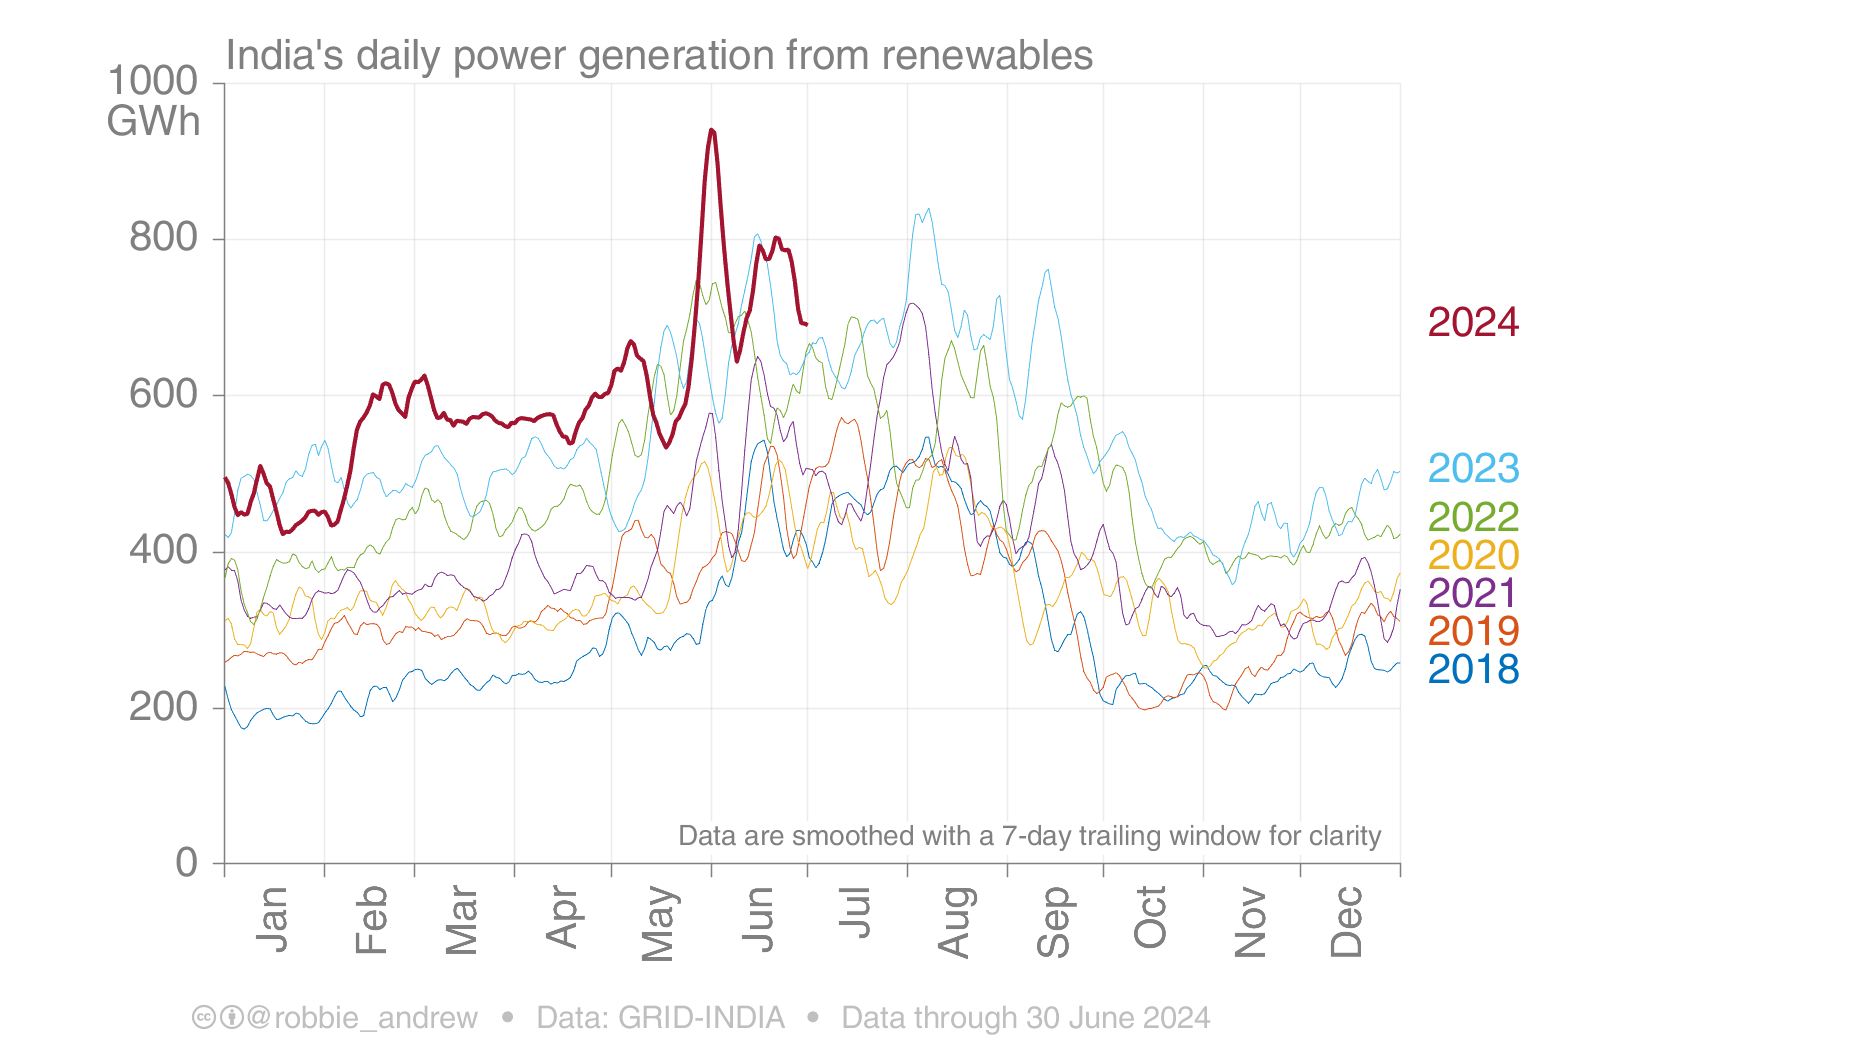 India's daily power generation from renewables
1000
GWh
800
600
400
200
0
2024
2023
2022
2020
2021
2019
2018
Data are smoothed with a 7-day trailing window for clarity
Jan Feb Mar Apr May Jun Jul Aug Sep Oct Nov Dec
cc @robbie_andrew • Data: GRID-INDIA • Data through 30 June 2024